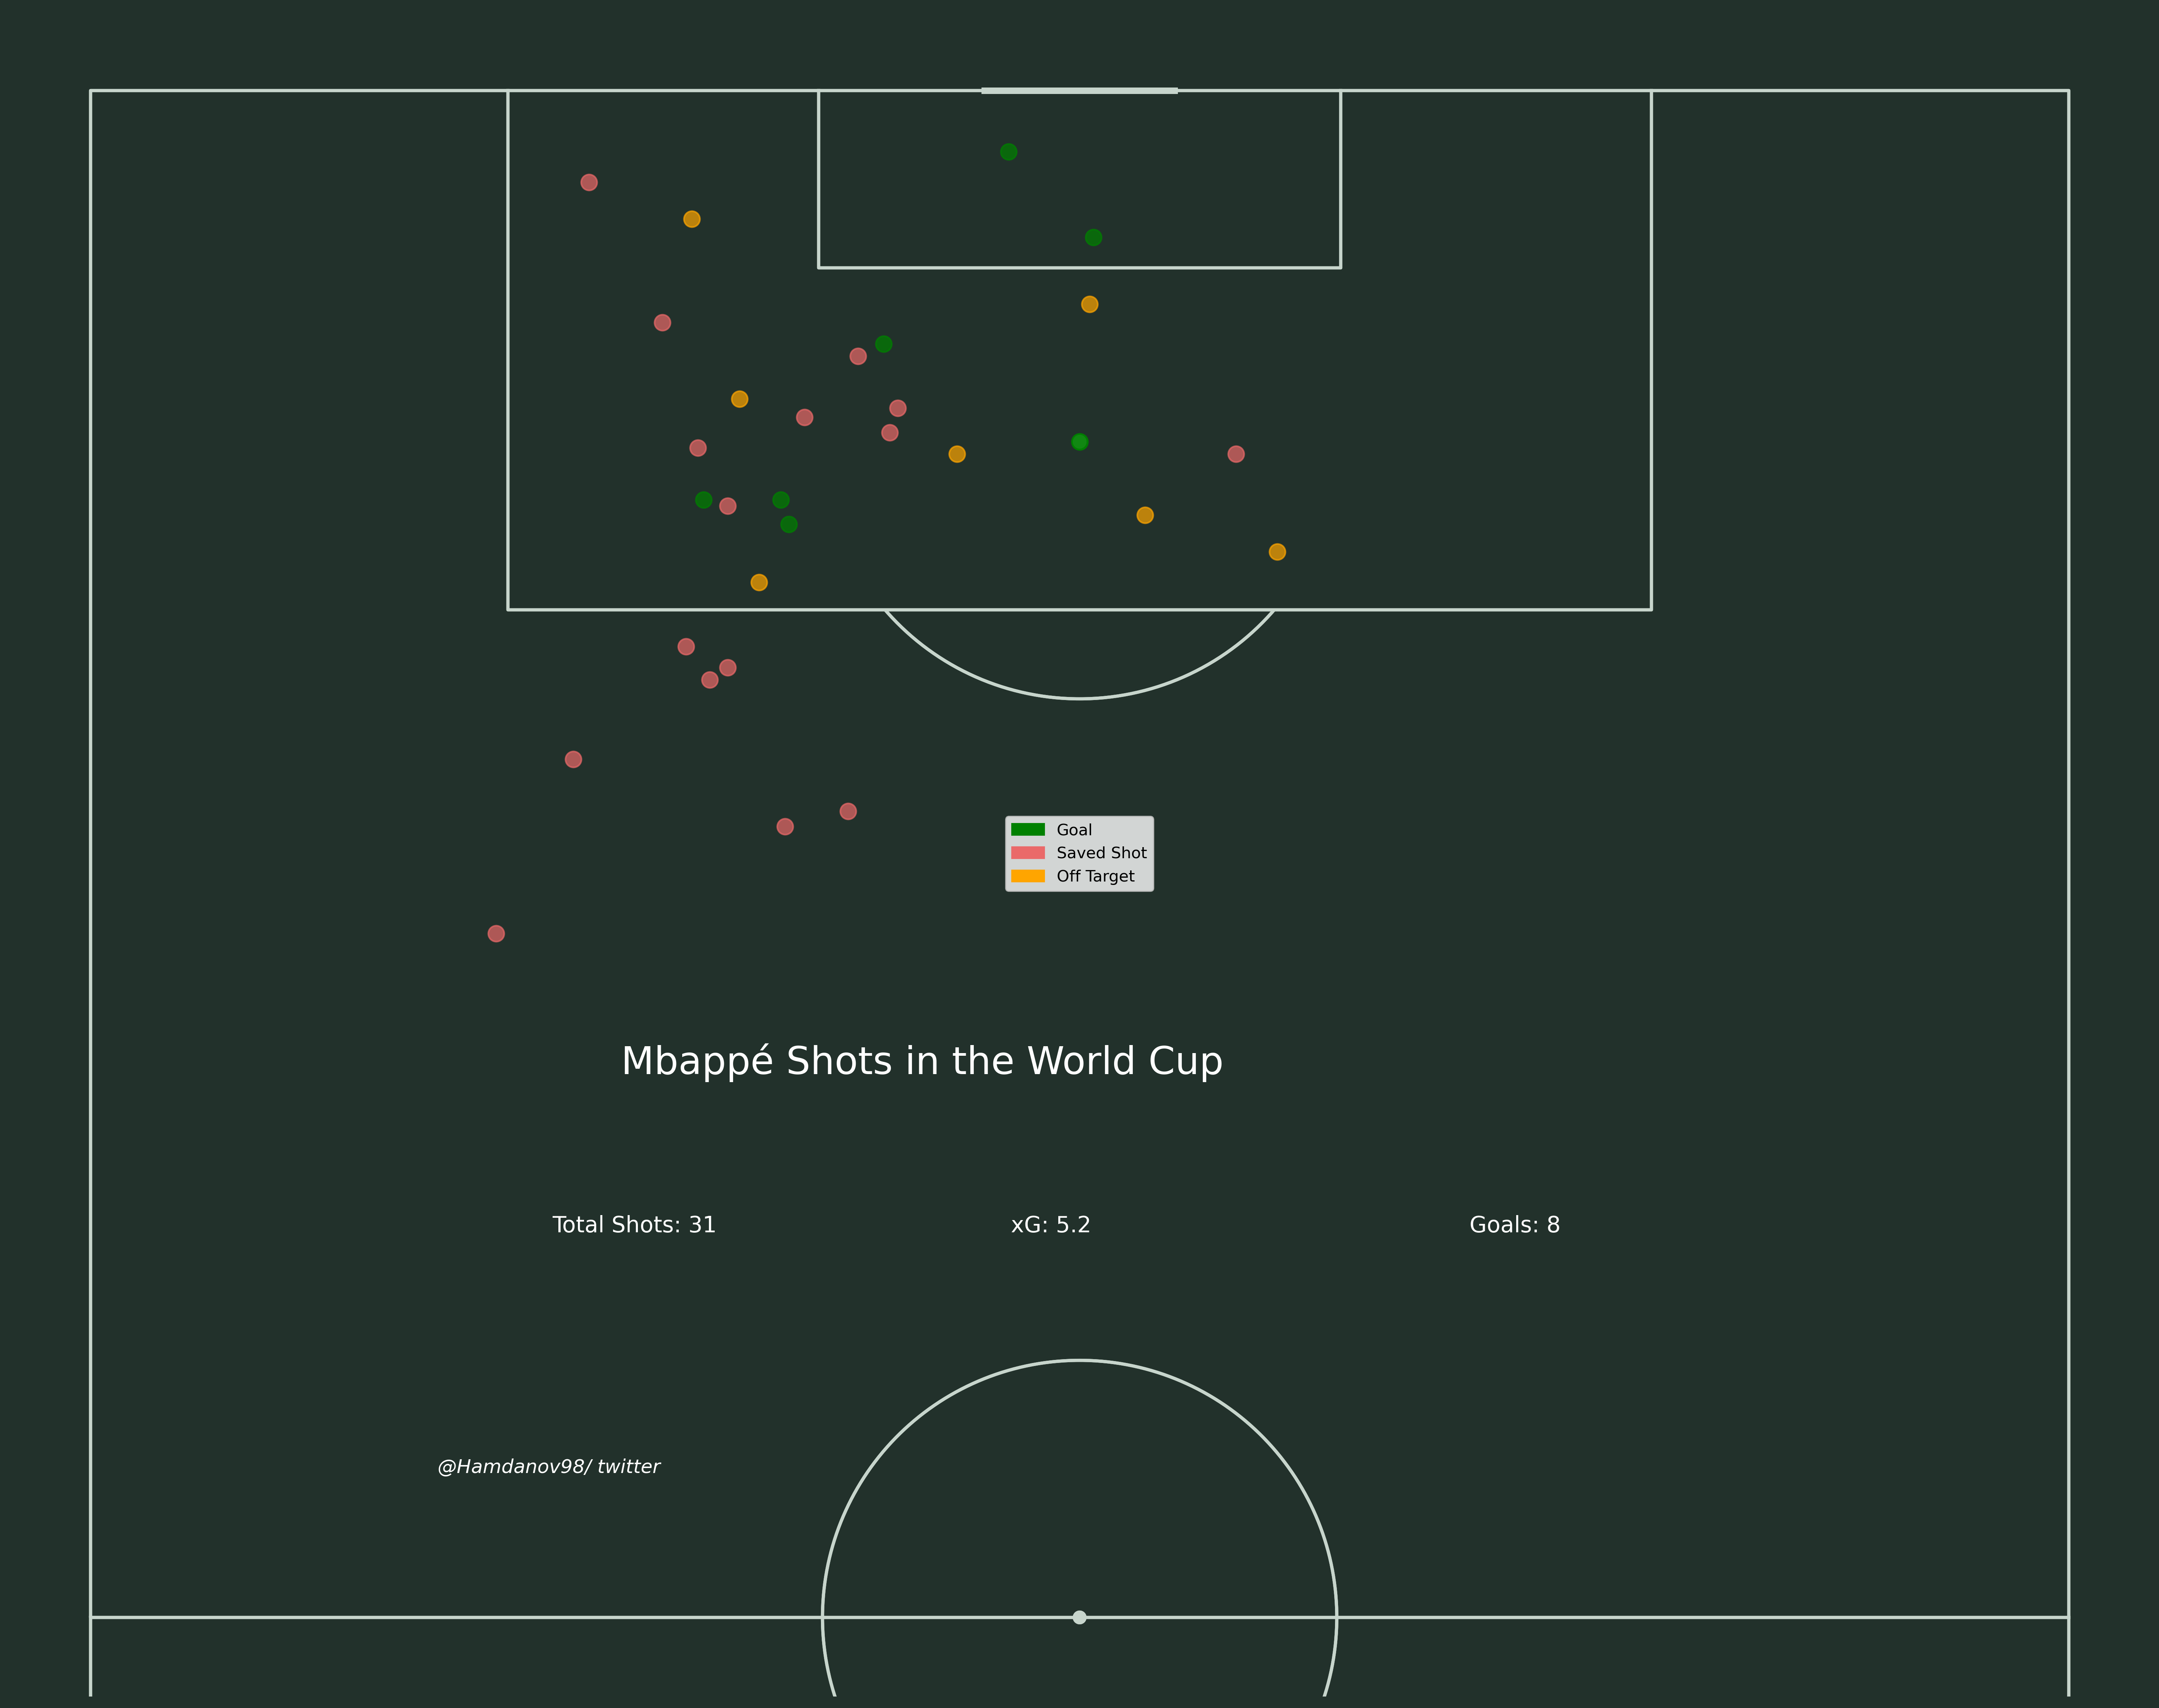 Goal
Saved Shot
Off Target
Mbappé Shots in the World Cup
Total Shots: 31 xG: 5.2 Goals: 8
@Hamdanov98/ twitter